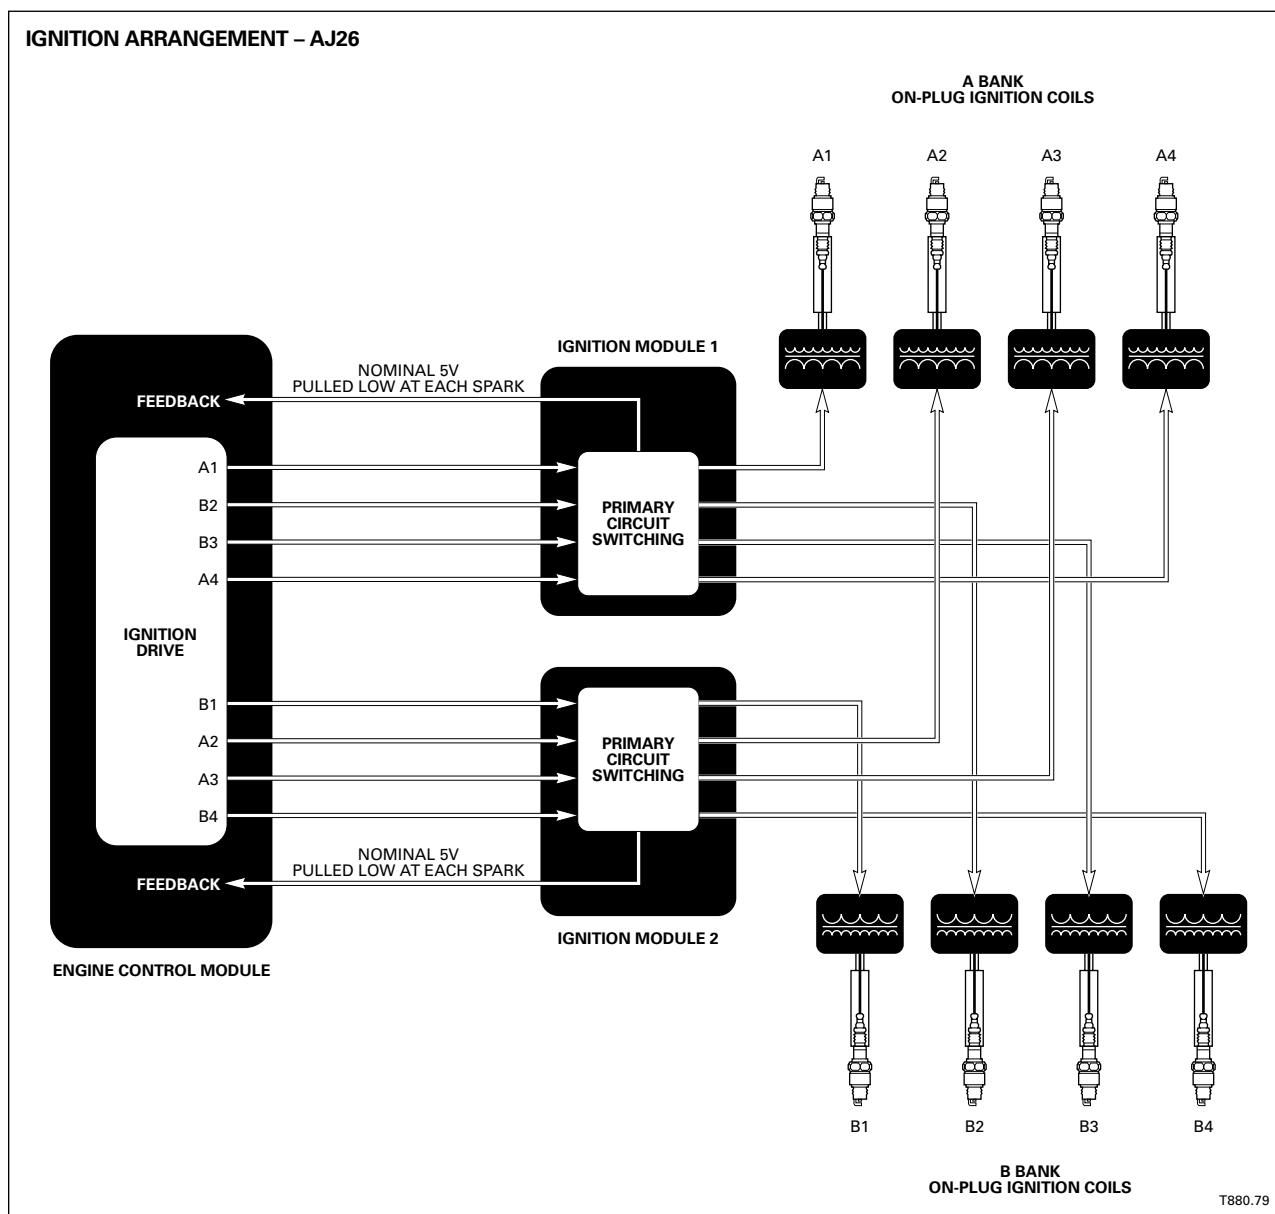 IGNITION ARRANGEMENT – AJ26
A BANK
ON-PLUG IGNITION COILS
A1
A2
A3
A4
IGNITION MODULE 1
NOMINAL 5V
PULLED LOW AT EACH SPARK
FEEDBACK
A1
B2
B3
A4
PRIMARY
CIRCUIT
SWITCHING
IGNITION
DRIVE
B1
A2
A3
B4
PRIMARY
CIRCUIT
SWITCHING
NOMINAL 5V
PULLED LOW AT EACH SPARK
FEEDBACK
IGNITION MODULE 2
ENGINE CONTROL MODULE
B1
B2
B3
B4
B BANK
ON-PLUG IGNITION COILS
T880.79